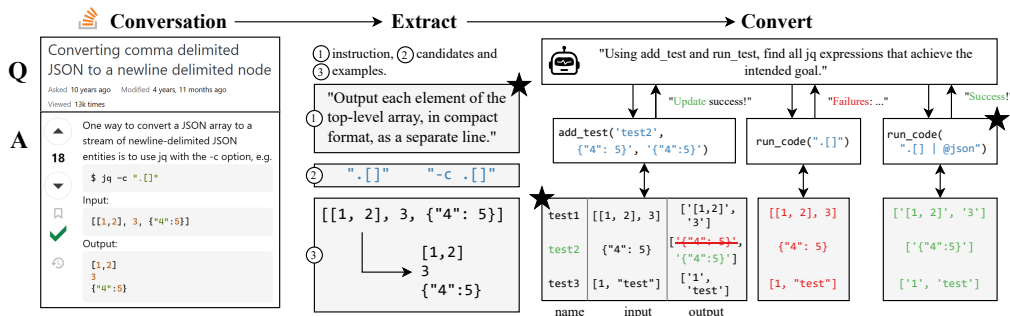 Conversation
Extract
Convert
Q
Converting comma delimited
JSON to a newline delimited node
Asked 10 years ago Modified 4 years, 11 months ago
Viewed 13k times
A
18
One way to convert a JSON array to a
stream of newline-delimited JSON
entities is to use jq with the -c option, e.g.
$ jq -c ".[]"
Input:
[[1,2], 3, {"4":5}]
Output:
[1,2]
3
{"4":5}
1 instruction, 2 candidates and
3 examples.
1
"Output each element of the
top-level array, in compact
format, as a separate line."
2
".[]" "-c .[]"
3
[[1, 2], 3, {"4": 5}]
[1,2]
3
{"4":5}
"Using add_test and run_test, find all jq expressions that achieve the
intended goal."
"Update success!"
"Failures: ..."
"Success!"
add_test('test2',
'{"4": 5}', '{"4":5}')
run_code(".[]")
run_code(
".[] | @json")
test1 [[1, 2], 3] ['[1,2]',
'3']
test2 {"4": 5} ['{"4": 5}',
'{"4":5}']
test3 [1, "test"] ['1',
'test']
name input output
[[1, 2], 3]
{"4": 5}
[1, "test"]
['[1, 2]', '3']
['{"4":5}']
['1', 'test']